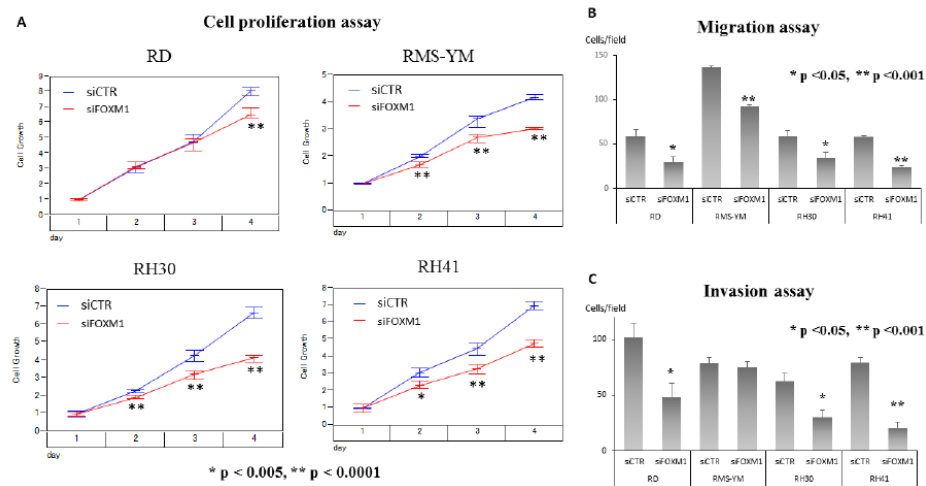 A
Cell proliferation assay
RD
siCTR
siFOXM1
Cell Growth
9
8
7
6
5
4
3
2
1
0
**
1 2 3 4
day
RMS-YM
siCTR
siFOXM1
Cell Growth
5
4
3
2
1
0
** ** **
1 2 3 4
day
RH30
siCTR
siFOXM1
Cell Growth
8
7
6
5
4
3
2
1
0
** ** **
1 2 3 4
day
RH41
siCTR
siFOXM1
Cell Growth
8
7
6
5
4
3
2
1
0
* ** **
1 2 3 4
day
* p < 0.005, ** p < 0.0001
B
Migration assay
Cells/field
* p <0.05, ** p <0.001
150
100
50
0
* ** * **
siCTR siFOXM1 siCTR siFOXM1 siCTR siFOXM1 siCTR siFOXM1
RD RMS-YM RH30 RH41
C
Invasion assay
Cells/field
* p <0.05, ** p <0.001
100
50
0
* * **
siCTR siFOXM1 siCTR siFOXM1 siCTR siFOXM1 siCTR siFOXM1
RD RMS-YM RH30 RH41